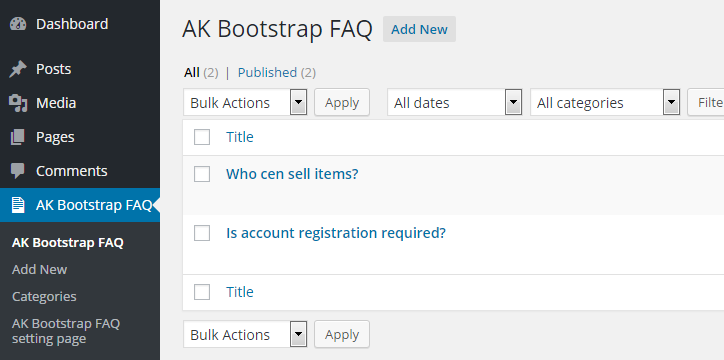 Dashboard
Posts
Media
Pages
Comments
AK Bootstrap FAQ
AK Bootstrap FAQ
Add New
Categories
AK Bootstrap FAQ
setting page
AK Bootstrap FAQ Add New
All (2) | Published (2)
Bulk Actions Apply All dates All categories Filte
Title
Who cen sell items?
Is account registration required?
Title
Bulk Actions Apply